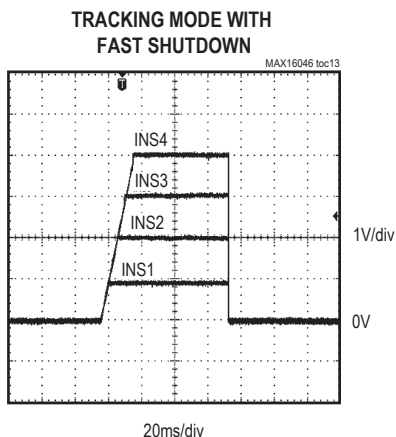 TRACKING MODE WITH
FAST SHUTDOWN
MAX16046 toc13
T
INS4
INS3
INS2
INS1
1V/div
0V
20ms/div